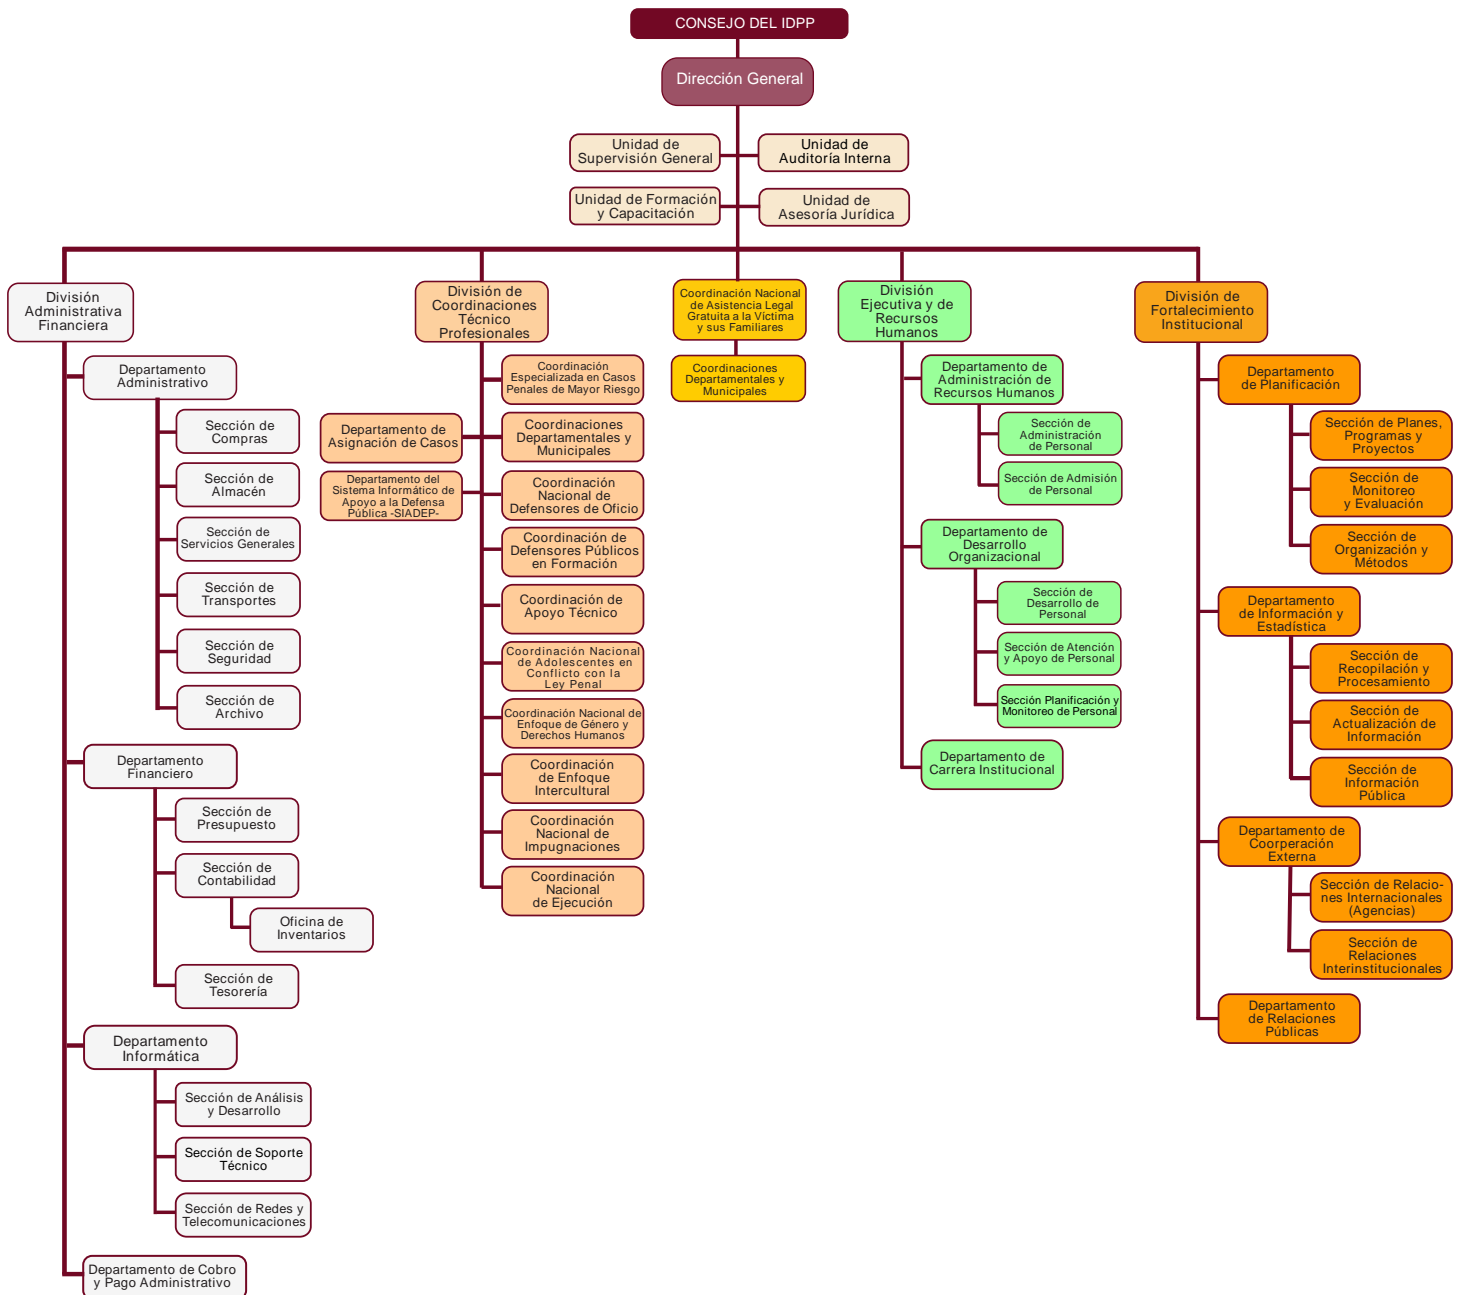 CONSEJO DEL IDPP
Dirección General
Unidad de
Supervisión General
Unidad de
Auditoría Interna
Unidad de Formación
y Capacitación
Unidad de
Asesoría Jurídica
División
Administrativa
Financiera
Departamento
Administrativo
Sección de
Compras
Sección de
Almacén
Sección de
Servicios Generales
Sección de
Transportes
Sección de
Seguridad
Sección de
Archivo
Departamento
Financiero
Sección de
Presupuesto
Sección de
Contabilidad
Oficina de
Inventarios
Sección de
Tesorería
Departamento
Informática
Sección de Análisis
y Desarrollo
Sección de Soporte
Técnico
Sección de Redes y
Telecomunicaciones
Departamento de Cobro
y Pago Administrativo
División de
Coordinaciones
Técnico
Profesionales
Departamento de
Asignación de Casos
Departamento del
Sistema Informático de
Apoyo a la Defensa
Pública -SIADEP-
Coordinación
Especializada en Casos
Penales de Mayor Riesgo
Coordinaciones
Departamentales y
Municipales
Coordinación
Nacional de
Defensores de Oficio
Coordinación de
Defensores Públicos
en Formación
Coordinación de
Apoyo Técnico
Coordinación Nacional
de Adolescentes en
Conflicto con la
Ley Penal
Coordinación Nacional de
Enfoque de Género y
Derechos Humanos
Coordinación
de Enfoque
Intercultural
Coordinación
Nacional de
Impugnaciones
Coordinación
Nacional
de Ejecución
Coordinación Nacional
de Asistencia Legal
Gratuita a la Víctima
y sus Familiares
Coordinaciones
Departamentales y
Municipales
División
Ejecutiva y de
Recursos
Humanos
Departamento de
Administración de
Recursos Humanos
Sección de
Administración
de Personal
Sección de Admisión
de Personal
Departamento de
Desarrollo
Organizacional
Sección de
Desarrollo de
Personal
Sección de Atención
y Apoyo de Personal
Sección Planificación y
Monitoreo de Personal
Departamento de
Carrera Institucional
División de
Fortalecimiento
Institucional
Departamento
de Planificación
Sección de Planes,
Programas y
Proyectos
Sección de
Monitoreo
y Evaluación
Sección de
Organización y
Métodos
Departamento
de Información y
Estadística
Sección de
Recopilación y
Procesamiento
Sección de
Actualización de
Información
Sección de
Información
Pública
Departamento de
Coorperación
Externa
Sección de Relacio-
nes Internacionales
(Agencias)
Sección de
Relaciones
Interinstitucionales
Departamento
de Relaciones
Públicas